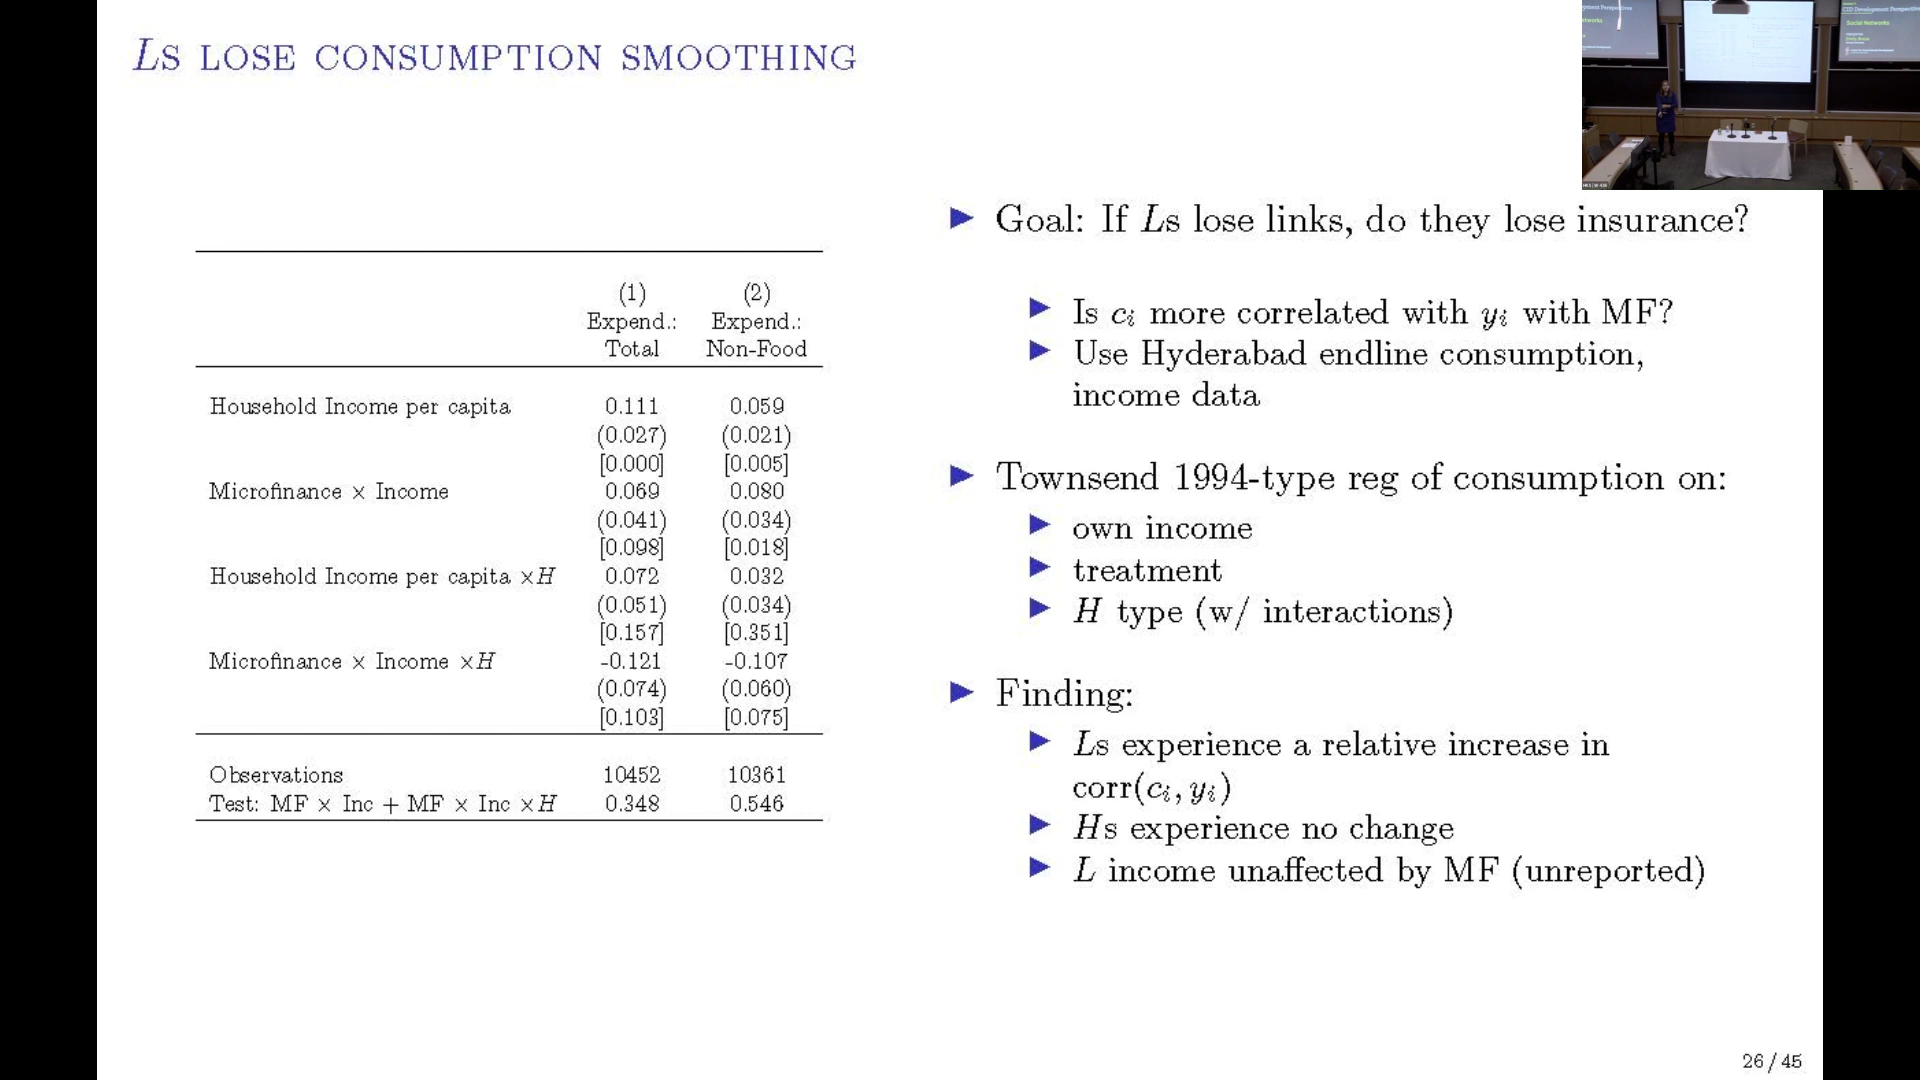 Ls LOSE CONSUMPTION SMOOTHING
(1) (2)
Expend.: Expend.:
Total Non-Food
Household Income per capita 0.111 0.059
(0.027) (0.021)
[0.000] [0.005]
Microfinance × Income 0.069 0.080
(0.041) (0.034)
[0.098] [0.018]
Household Income per capita ×H 0.072 0.032
(0.051) (0.034)
[0.157] [0.351]
Microfinance × Income ×H -0.121 -0.107
(0.074) (0.060)
[0.103] [0.075]
Observations 10452 10361
Test: MF × Inc + MF × Inc ×H 0.348 0.546
▶ Goal: If Ls lose links, do they lose insurance?
▶ Is cᵢ more correlated with yᵢ with MF?
▶ Use Hyderabad endline consumption,
income data
▶ Townsend 1994-type reg of consumption on:
▶ own income
▶ treatment
▶ H type (w/ interactions)
▶ Finding:
▶ Ls experience a relative increase in
corr(cᵢ, yᵢ)
▶ Hs experience no change
▶ L income unaffected by MF (unreported)
26 / 45
Social Networks